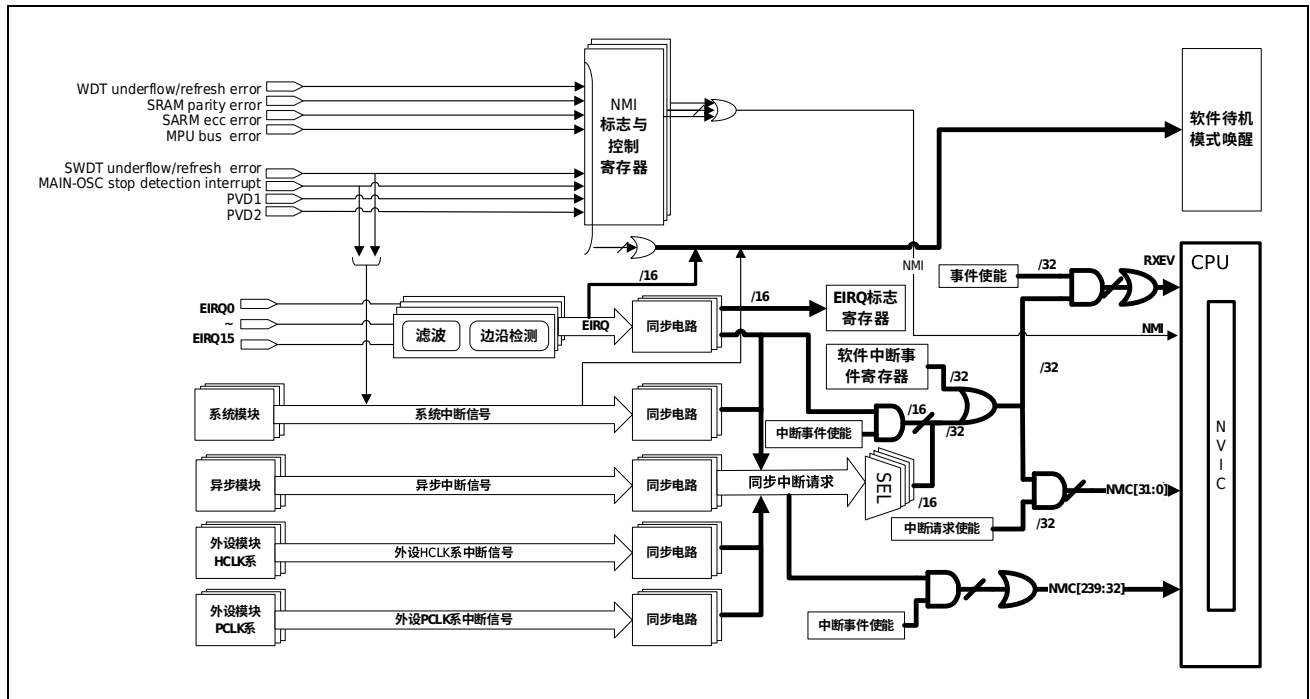 WDT underflow/refresh error
SRAM parity error
SARM ecc error
MPU bus error
SWDT underflow/refresh error
MAIN-OSC stop detection interrupt
PVD1
PVD2
NMI
标志与
控制
寄存器
软件待机
模式唤醒
NMI
/16
EIRQ0
~
EIRQ15
滤波
边沿检测
EIRQ
同步电路
/16
EIRQ标志
寄存器
事件使能
/32
RXEV
CPU
NMI
NVIC
软件中断事
件寄存器
/32
/32
系统模块
系统中断信号
同步电路
中断事件使能
/16
/32
异步模块
异步中断信号
同步电路
同步中断请求
SEL
/16
NVIC[31:0]
中断请求使能
/32
外设模块
HCLK系
外设HCLK系中断信号
同步电路
外设模块
PCLK系
外设PCLK系中断信号
同步电路
中断事件使能
NVIC[239:32]